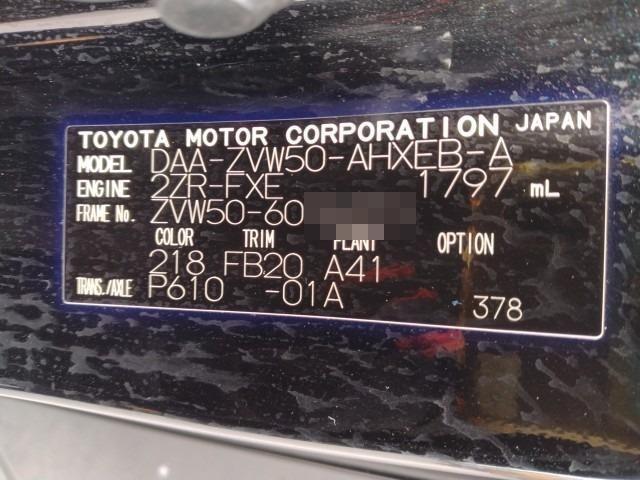 TOYOTA MOTOR CORPORATION JAPAN
MODEL DAA-ZVW50-AHXEB-A
ENGINE 2ZR-FXE 1797 mL
FRAME No. ZVW50-60
COLOR TRIM PLANT OPTION
218 FB20 A41
TRANS./AXLE P610 -01A
378